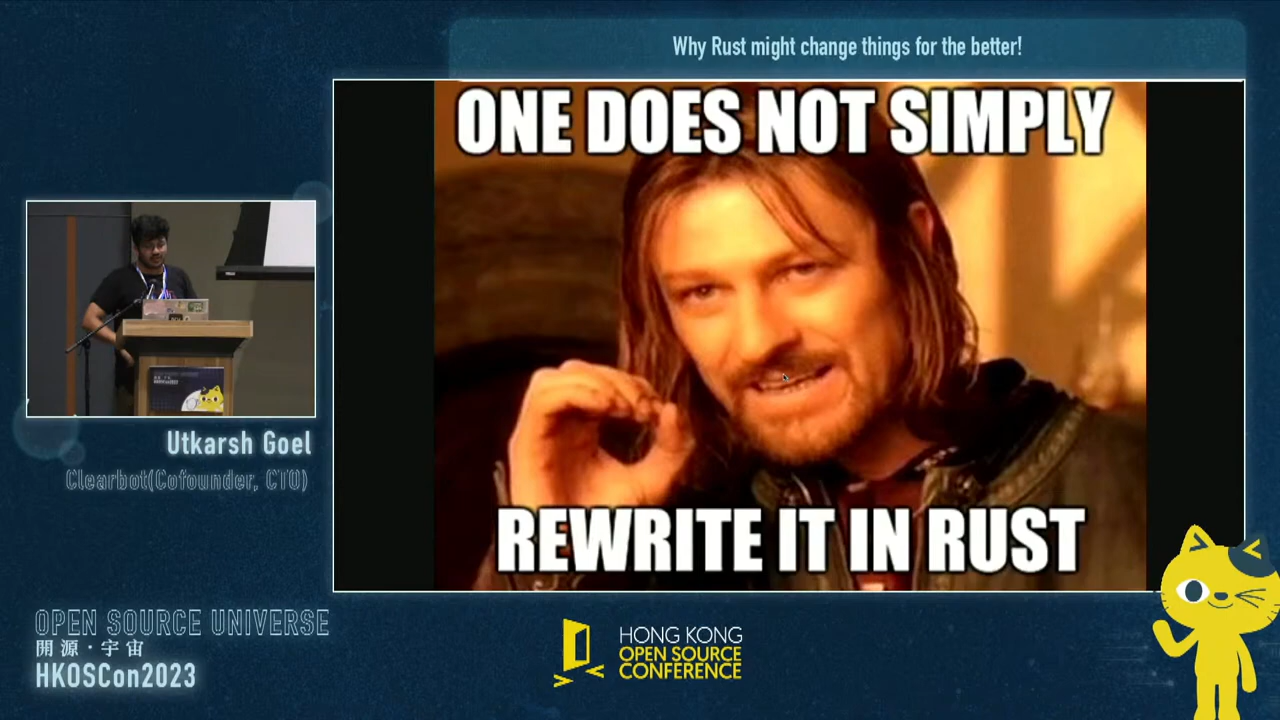 Why Rust might change things for the better!
ONE DOES NOT SIMPLY
REWRITE IT IN RUST
Utkarsh Goel
Clearbot(Cofounder, CTO)
OPEN SOURCE UNIVERSE
開源·宇宙
HKOSCon2023
HONG KONG
OPEN SOURCE
CONFERENCE